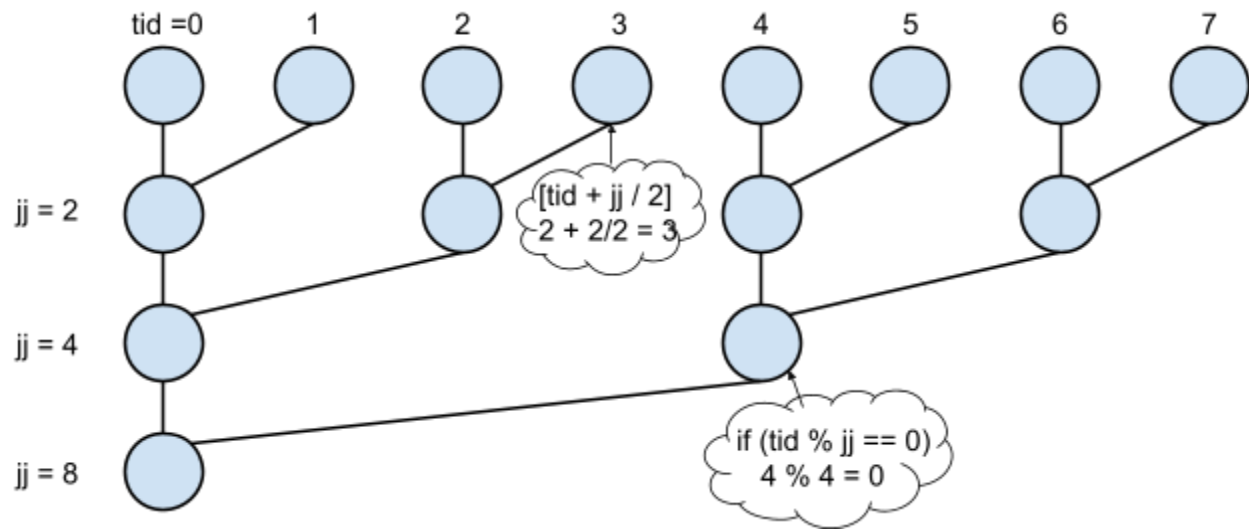 tid =0 1 2 3 4 5 6 7
[tid + jj / 2]
jj = 2
2 + 2/2 = 3
jj = 4
if (tid % jj == 0)
jj = 8
4 % 4 = 0